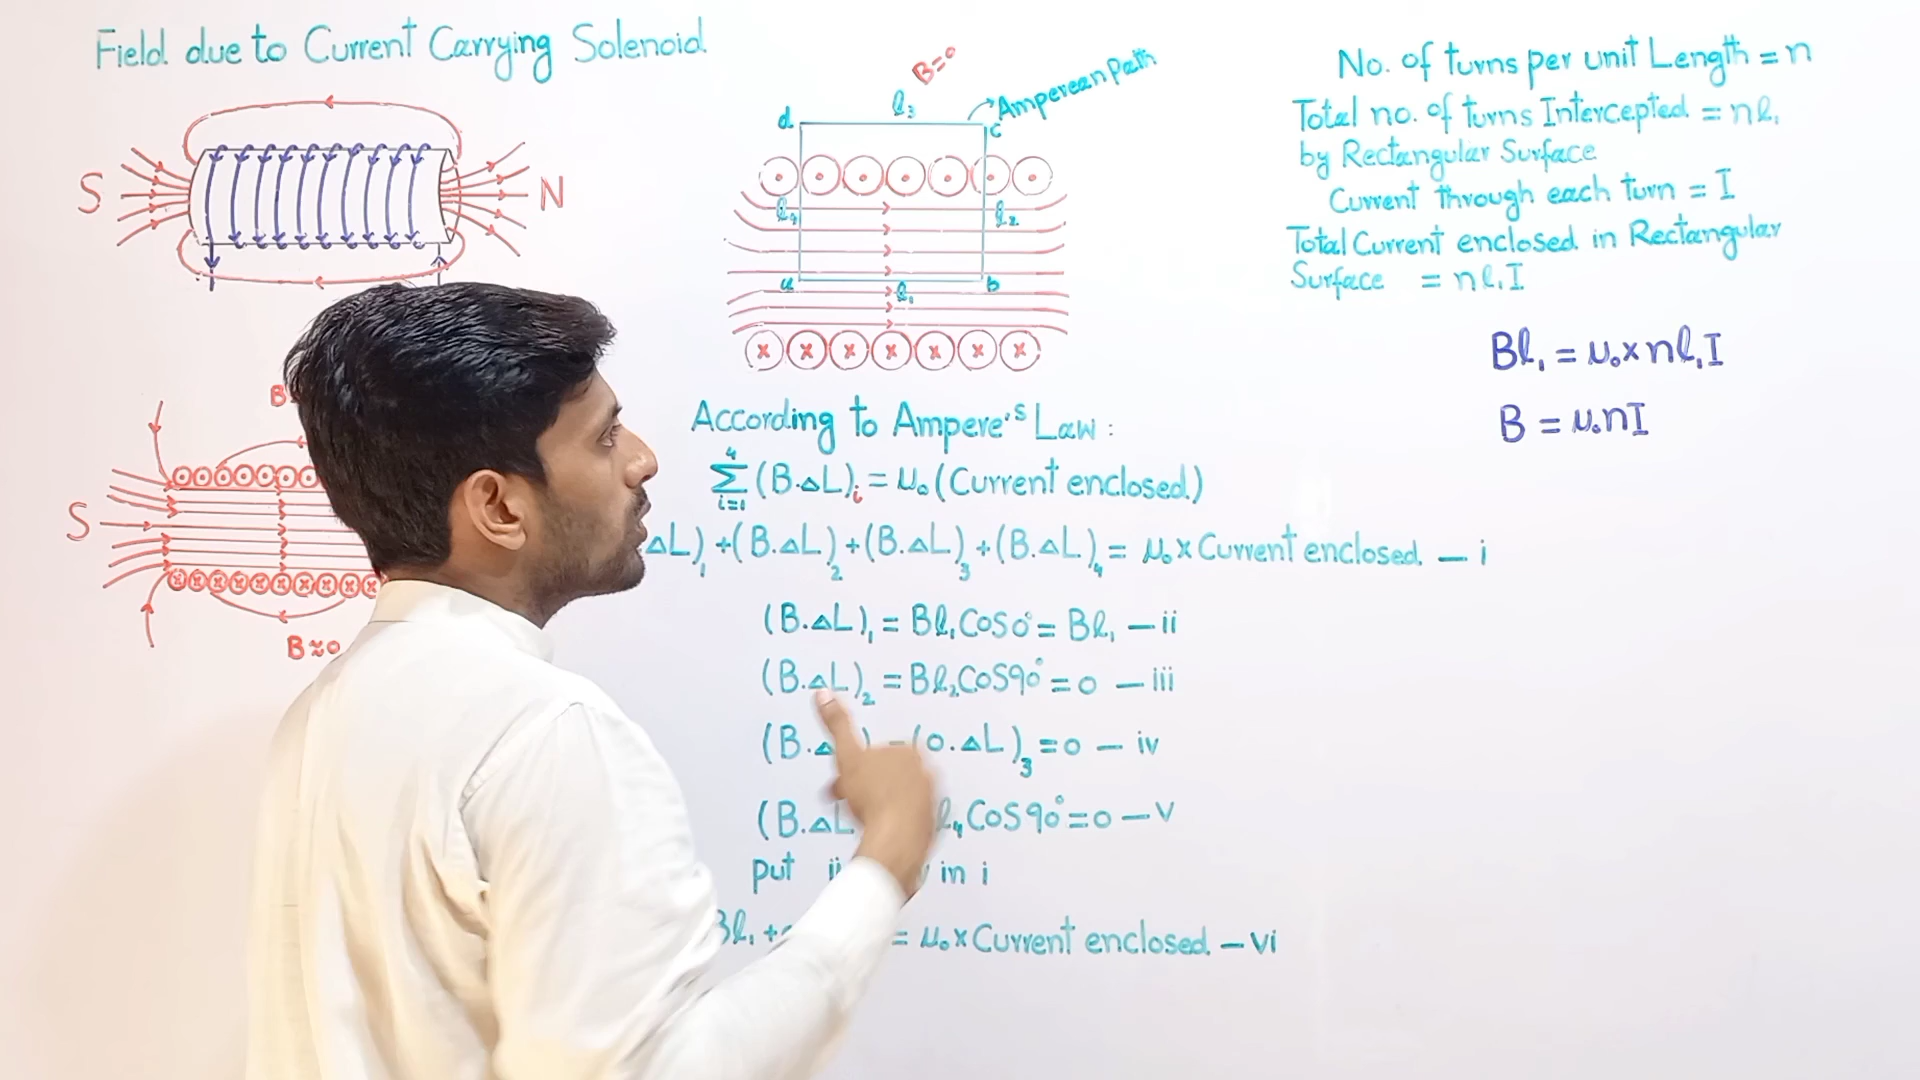 Field due to Current Carrying Solenoid
S
N
B=0
Amperean Path
l₃
d
c
l₄
l₂
a
b
l₁
B
S
B≈0
According to Ampere's Law:
4
Σ (B.ΔL)ᵢ = μ₀ (Current enclosed)
i=1
ΔL)₁ + (B.ΔL)₂ + (B.ΔL)₃ + (B.ΔL)₄ = μ₀ x Current enclosed — i
(B.ΔL)₁ = Bl₁Cos0° = Bl₁ — ii
(B.ΔL)₂ = Bl₂Cos90° = 0 — iii
(B.Δ ) = (0.ΔL)₃ = 0 — iv
(B.ΔL l₄Cos90° = 0 — v
put in i
Bl₁ + = μ₀ x Current enclosed — vi
No. of turns per unit Length = n
Total no. of turns Intercepted = nl₁
by Rectangular Surface
Current through each turn = I
Total Current enclosed in Rectangular
Surface = nl₁I
Bl₁ = μ₀ x nl₁I
B = μ₀nI